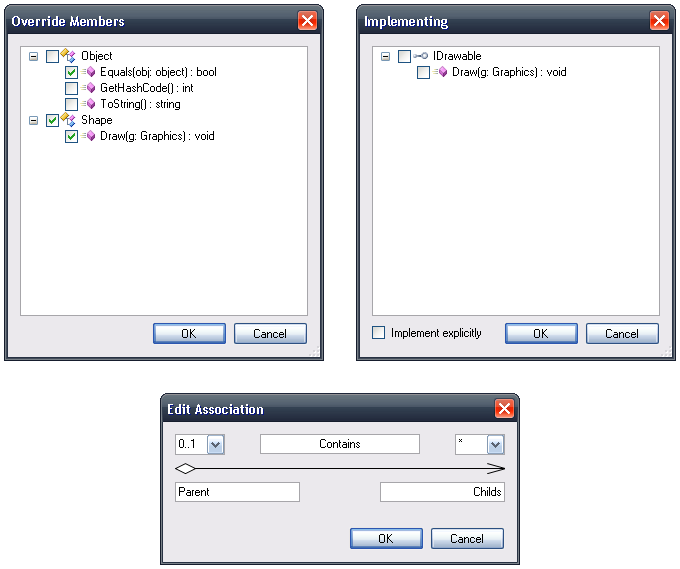 Override Members
Object
Equals(obj: object) : bool
GetHashCode() : int
ToString() : string
Shape
Draw(g: Graphics) : void
OK Cancel
Implementing
IDrawable
Draw(g: Graphics) : void
Implement explicitly OK Cancel
Edit Association
0..1 Contains *
Parent Childs
OK Cancel